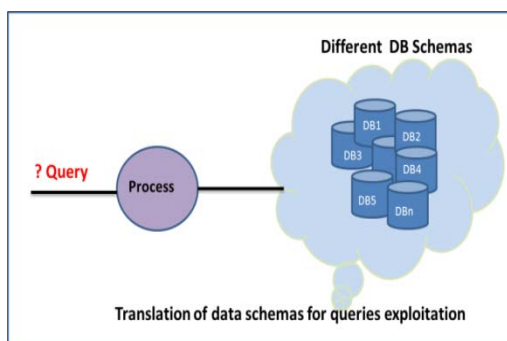 Different DB Schemas
DB1
DB2
DB3
DB4
? Query
Process
DB5
DBn
Translation of data schemas for queries exploitation